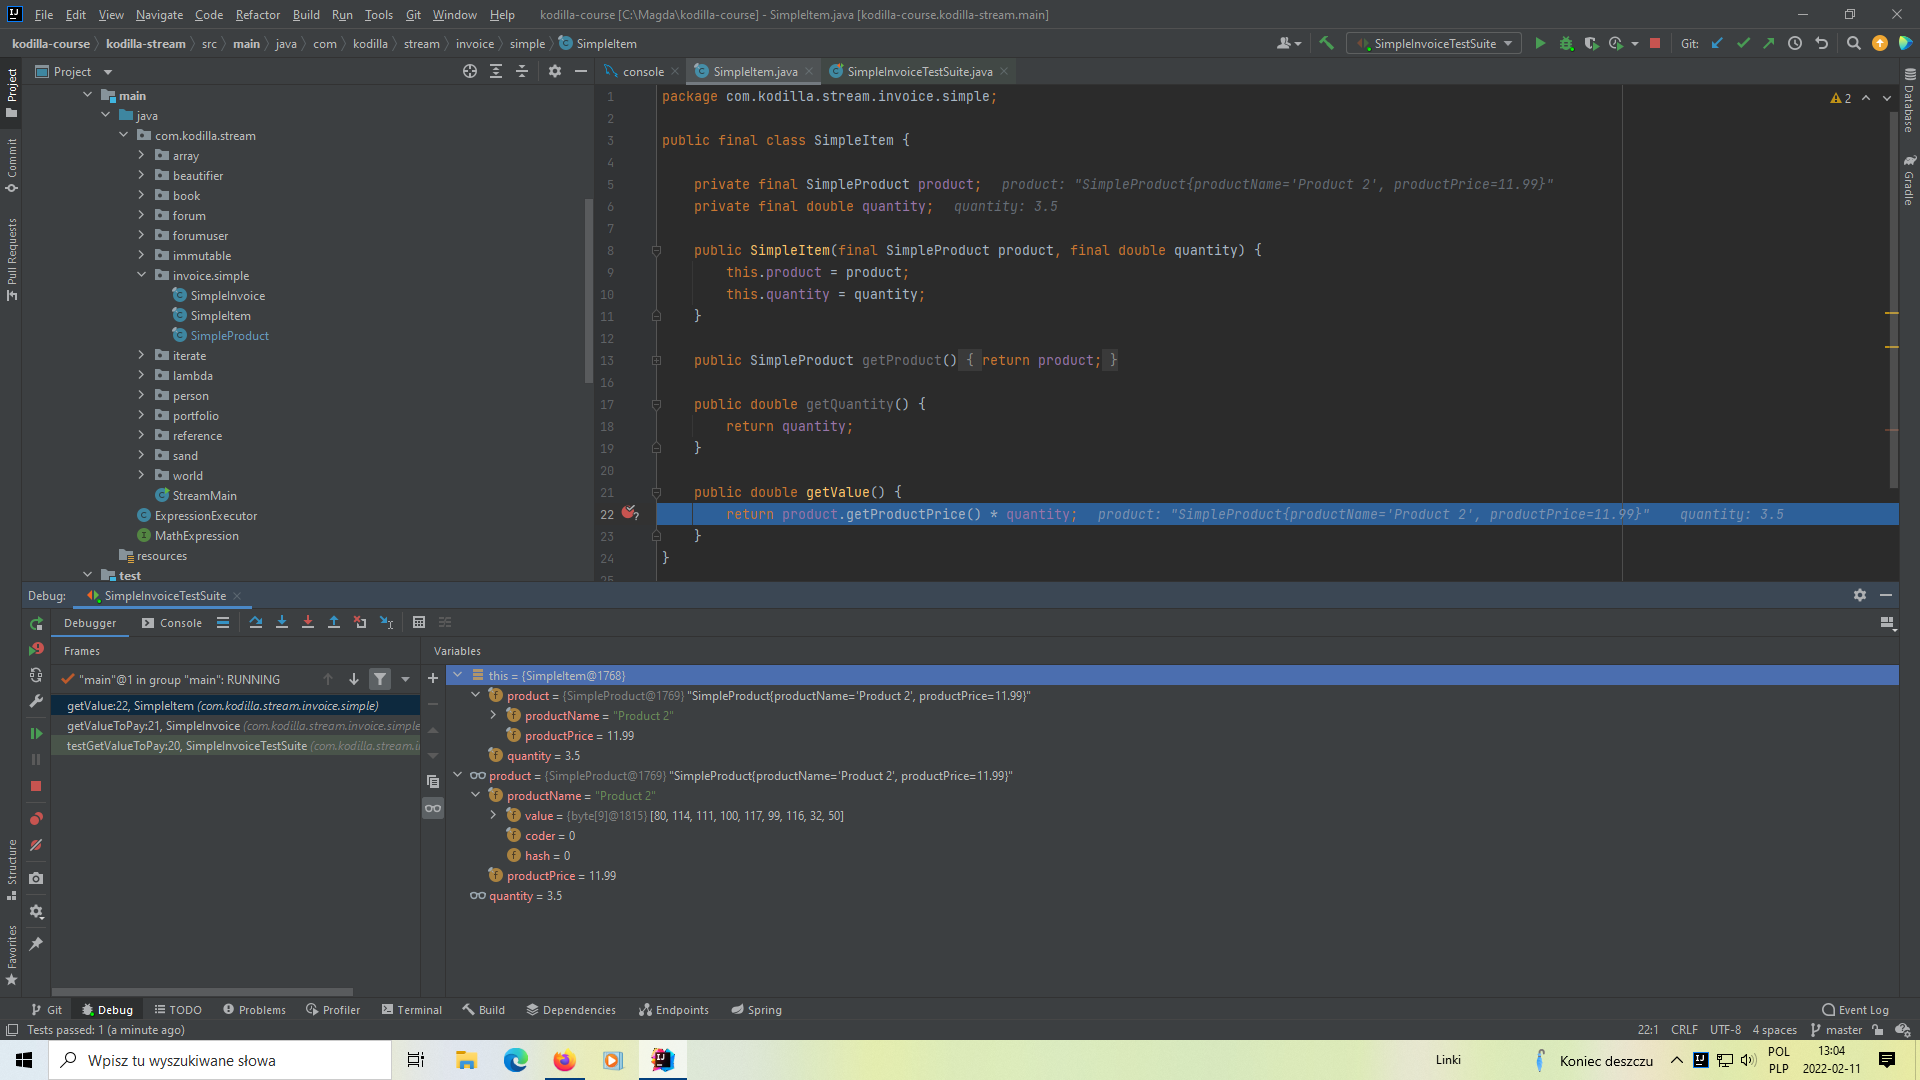 File Edit View Navigate Code Refactor Build Run Tools Git Window Help kodilla-course [C:\Magda\kodilla-course] - SimpleItem.java [kodilla-course.kodilla-stream.main]
kodilla-course kodilla-stream src main java com kodilla stream invoice simple SimpleItem
SimpleInvoiceTestSuite Git:
Project
console SimpleItem.java SimpleInvoiceTestSuite.java
Project
Commit
Pull Requests
Structure
Favorites
main
java
com.kodilla.stream
array
beautifier
book
forum
forumuser
immutable
invoice.simple
SimpleInvoice
SimpleItem
SimpleProduct
iterate
lambda
person
portfolio
reference
sand
world
StreamMain
ExpressionExecutor
MathExpression
resources
test
2
Database
Gradle
1 package com.kodilla.stream.invoice.simple;
2
3 public final class SimpleItem {
4
5 private final SimpleProduct product; product: "SimpleProduct{productName='Product 2', productPrice=11.99}"
6 private final double quantity; quantity: 3.5
7
8 public SimpleItem(final SimpleProduct product, final double quantity) {
9 this.product = product;
10 this.quantity = quantity;
11 }
12
13 public SimpleProduct getProduct() { return product; }
16
17 public double getQuantity() {
18 return quantity;
19 }
20
21 public double getValue() {
22 return product.getProductPrice() * quantity; product: "SimpleProduct{productName='Product 2', productPrice=11.99}" quantity: 3.5
23 }
24 }
25
Debug: SimpleInvoiceTestSuite
Debugger Console
Frames
"main"@1 in group "main": RUNNING
getValue:22, SimpleItem (com.kodilla.stream.invoice.simple)
getValueToPay:21, SimpleInvoice (com.kodilla.stream.invoice.simple
testGetValueToPay:20, SimpleInvoiceTestSuite (com.kodilla.stream.i
Variables
this = {SimpleItem@1768}
product = {SimpleProduct@1769} "SimpleProduct{productName='Product 2', productPrice=11.99}"
productName = "Product 2"
productPrice = 11.99
quantity = 3.5
product = {SimpleProduct@1769} "SimpleProduct{productName='Product 2', productPrice=11.99}"
productName = "Product 2"
value = {byte[9]@1815} [80, 114, 111, 100, 117, 99, 116, 32, 50]
coder = 0
hash = 0
productPrice = 11.99
quantity = 3.5
Git Debug TODO Problems Profiler Terminal Build Dependencies Endpoints Spring Event Log
Tests passed: 1 (a minute ago) 22:1 CRLF UTF-8 4 spaces master
Wpisz tu wyszukiwane słowa
Linki Koniec deszczu POL PLP 13:04 2022-02-11